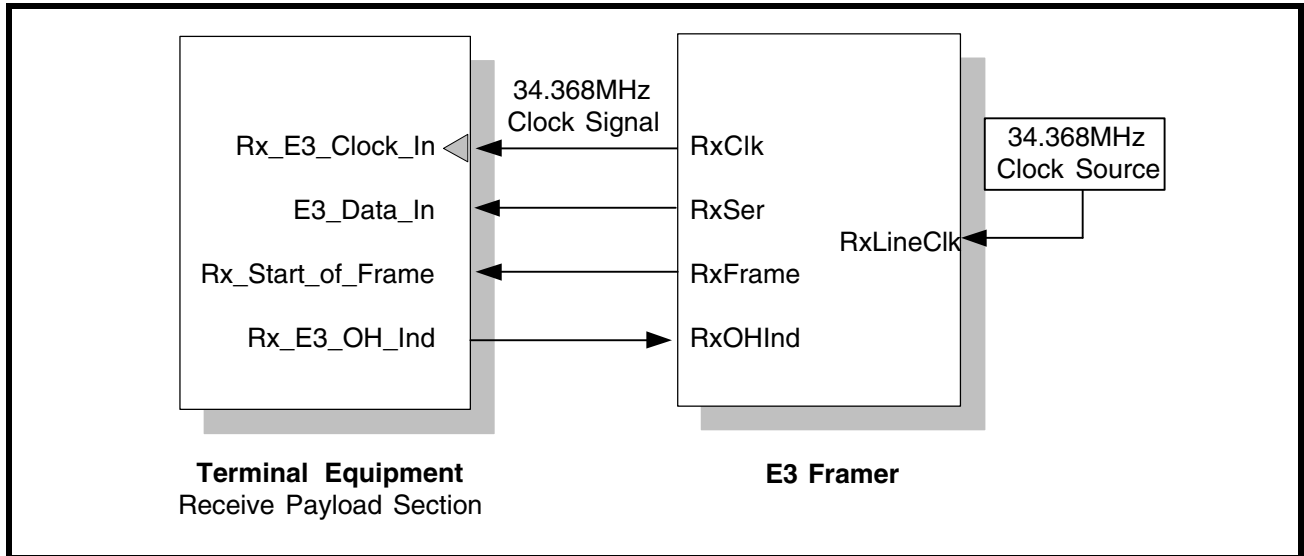 34.368MHz
Clock Signal
Rx_E3_Clock_In
RxClk
34.368MHz
Clock Source
E3_Data_In
RxSer
RxLineClk
Rx_Start_of_Frame
RxFrame
Rx_E3_OH_Ind
RxOHInd
Terminal Equipment
Receive Payload Section
E3 Framer